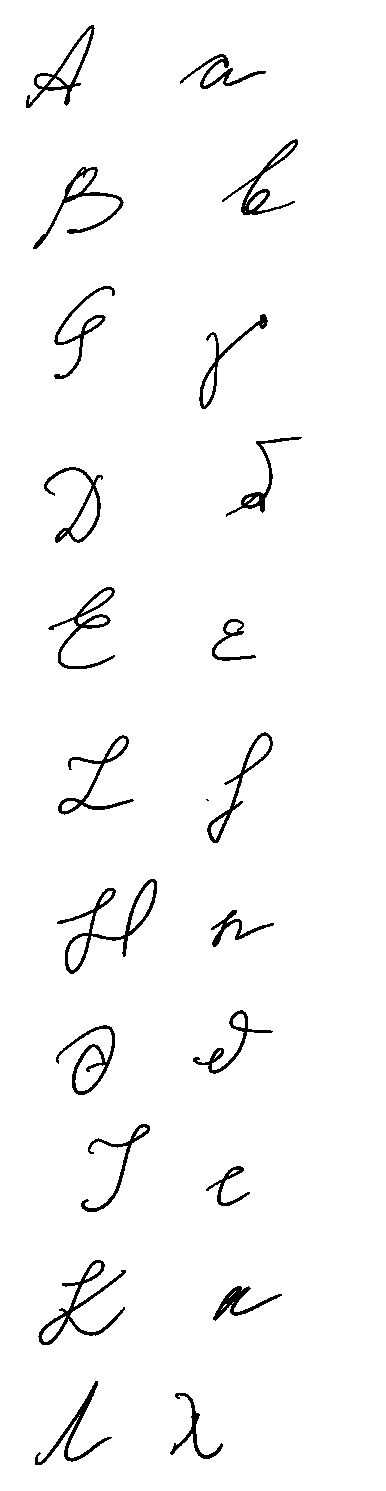 Α α
Β β
Γ γ
Δ δ
Ε ε
Ζ ζ
Η η
Θ θ
Ι ι
Κ κ
Λ λ